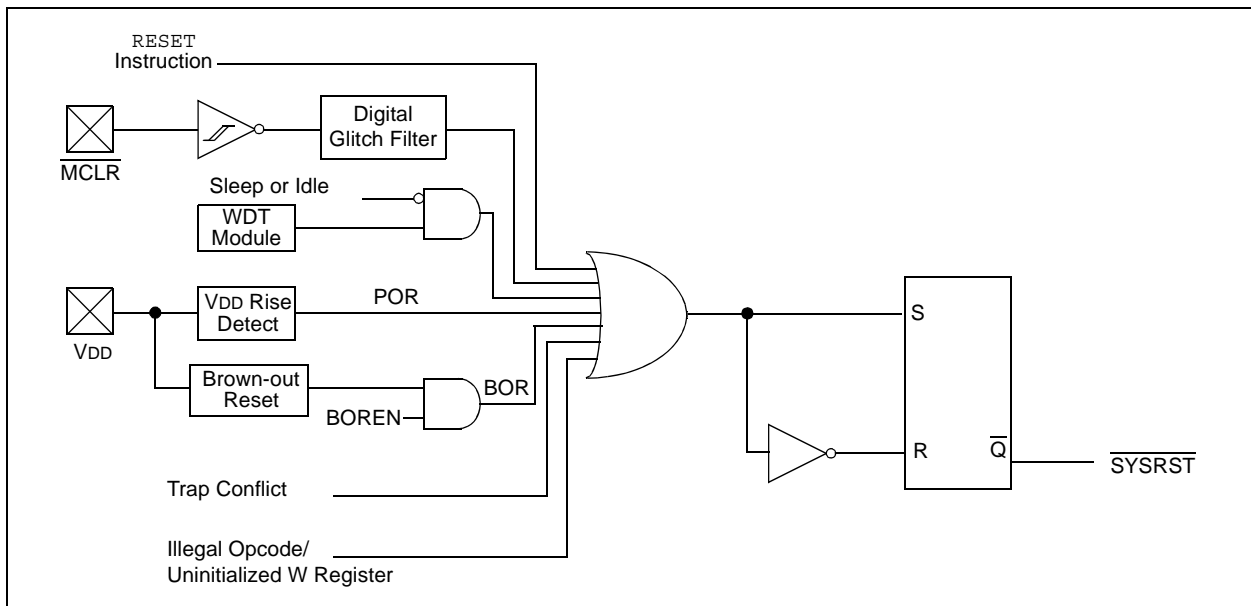 RESET
Instruction
Digital
Glitch Filter
MCLR
Sleep or Idle
WDT
Module
VDD
VDD Rise
Detect
POR
Brown-out
Reset
BOREN
BOR
Trap Conflict
Illegal Opcode/
Uninitialized W Register
S
R
Q
SYSRST